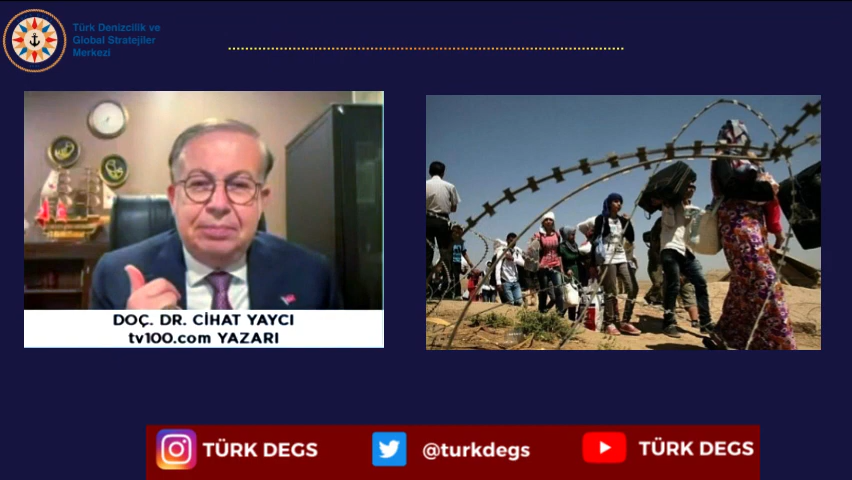 Türk Denizcilik ve
Global Stratejiler
Merkezi
DOÇ. DR. CİHAT YAYCI
tv100.com YAZARI
TÜRK DEGS
@turkdegs
TÜRK DEGS